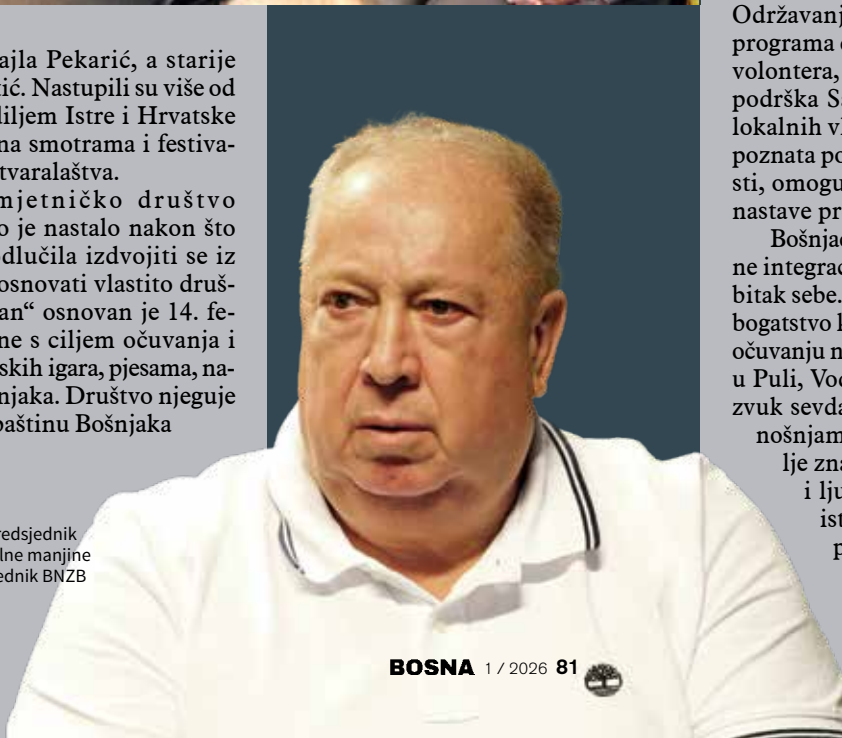 ajla Pekarić, a starije
tić. Nastupili su više od
diljem Istre i Hrvatske
na smotrama i festiva-
tvaralaštva.
mjetničko društvo
o je nastalo nakon što
dlučila izdvojiti se iz
osnovati vlastito druš-
an“ osnovan je 14. fe-
ne s ciljem očuvanja i
skih igara, pjesama, na-
njaka. Društvo njeguje
baštinu Bošnjaka
redsjednik
lne manjine
ednik BNZB
Održavanj
programa
volontera,
podrška S
lokalnih v
poznata po
sti, omogu
nastave pr
Bošnja
ne integrac
bitak sebe.
bogatstvo
očuvanju n
u Puli, Vo
zvuk sevda
nošnjam
lje zna
i lju
ist
p
BOSNA 1 / 2026 81